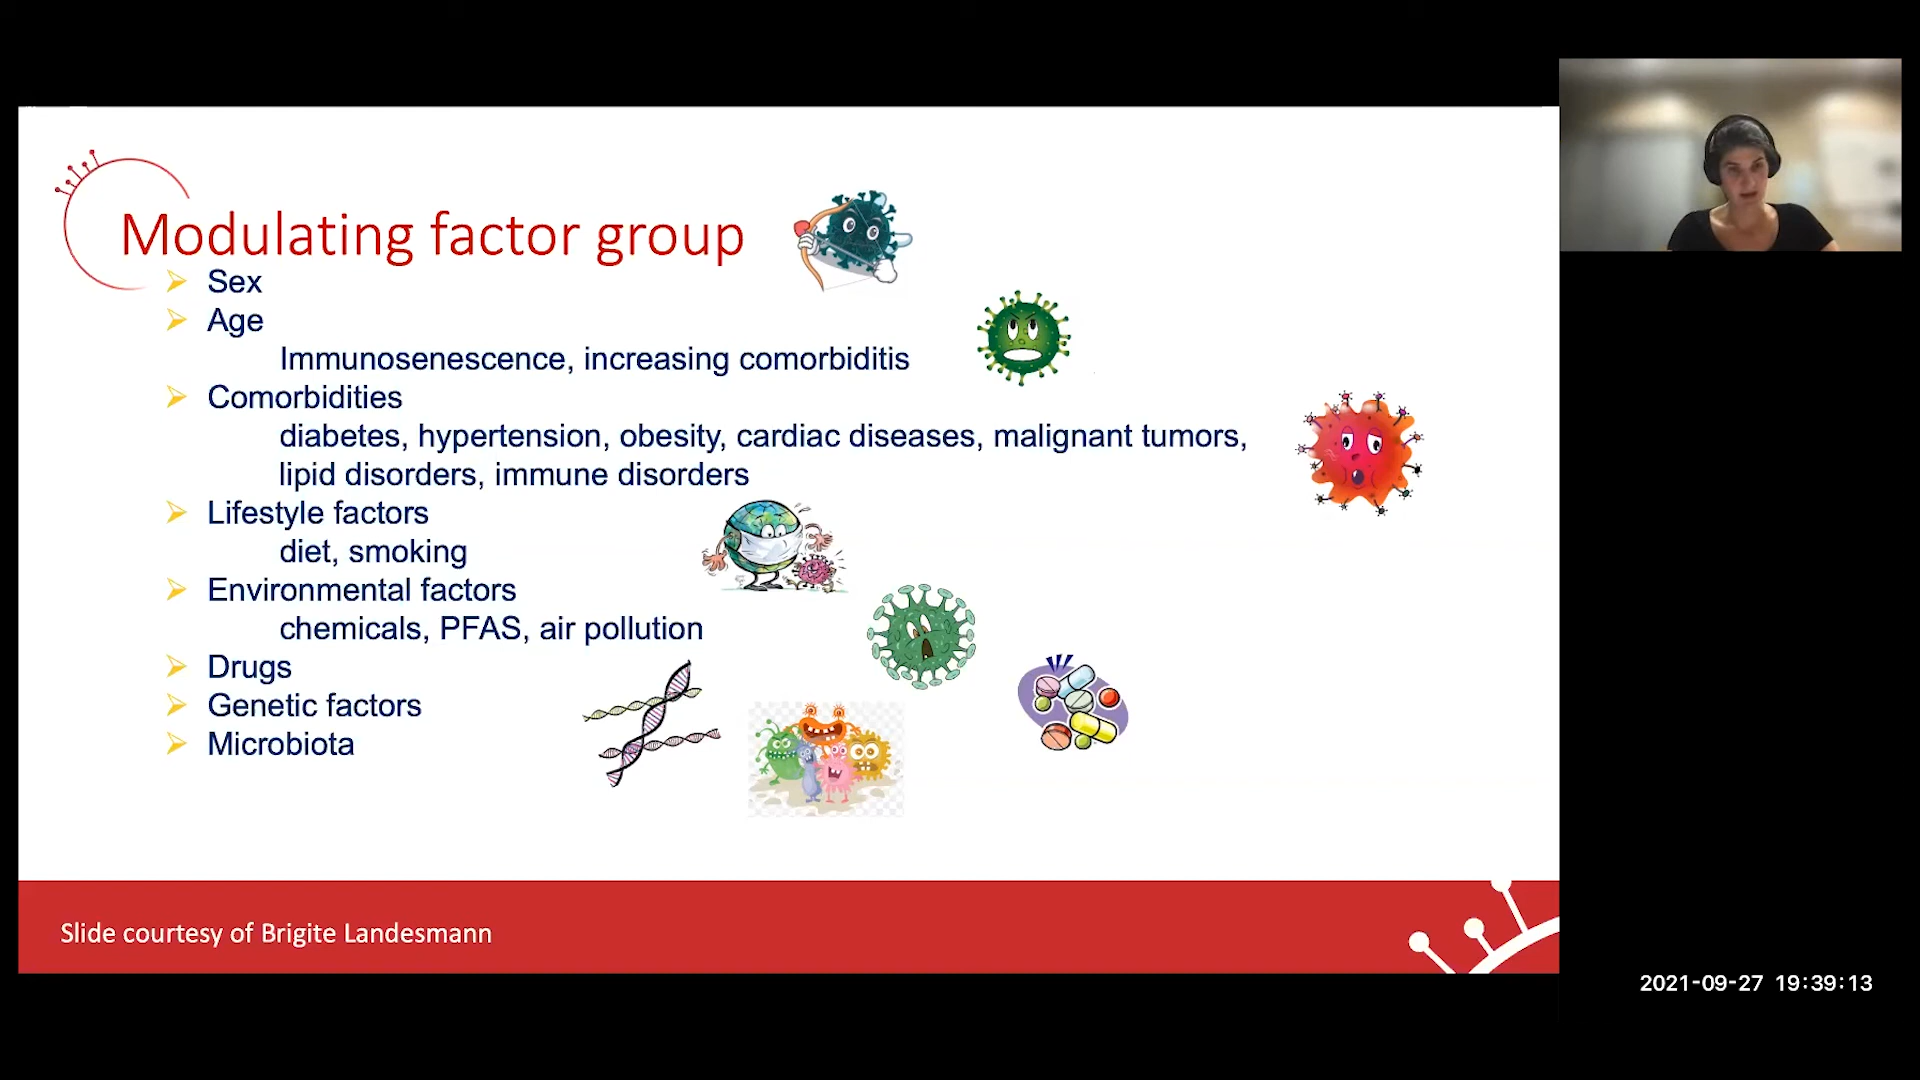 Modulating factor group
Sex
Age
Immunosenescence, increasing comorbiditis
Comorbidities
diabetes, hypertension, obesity, cardiac diseases, malignant tumors,
lipid disorders, immune disorders
Lifestyle factors
diet, smoking
Environmental factors
chemicals, PFAS, air pollution
Drugs
Genetic factors
Microbiota
Slide courtesy of Brigite Landesmann
2021-09-27 19:39:13